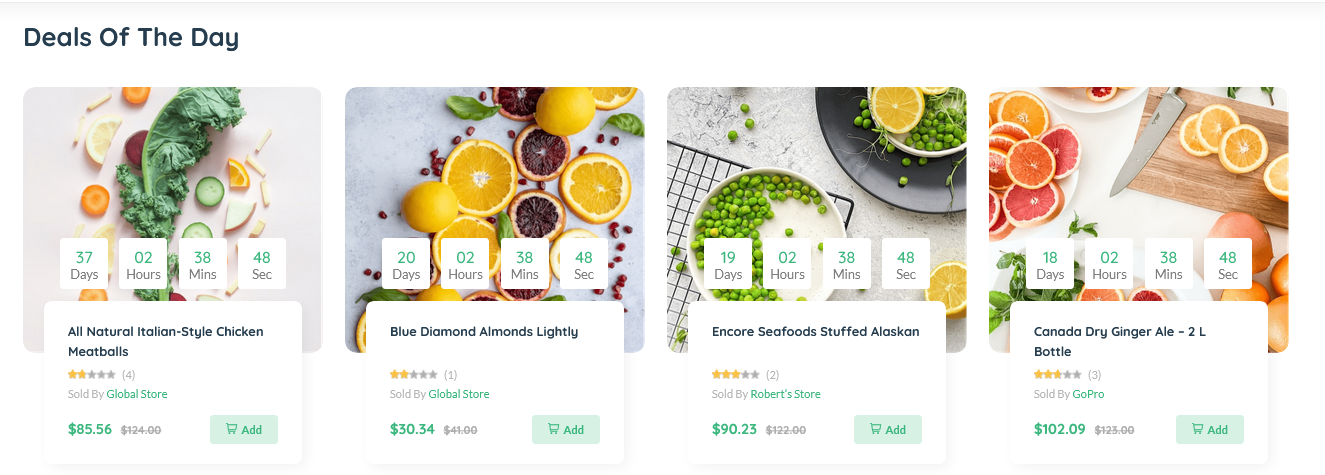 Deals Of The Day
37 02 38 48
Days Hours Mins Sec
All Natural Italian-Style Chicken
Meatballs
(4)
Sold By Global Store
$85.56 $124.00 Add
20 02 38 48
Days Hours Mins Sec
Blue Diamond Almonds Lightly
(1)
Sold By Global Store
$30.34 $41.00 Add
19 02 38 48
Days Hours Mins Sec
Encore Seafoods Stuffed Alaskan
(2)
Sold By Robert's Store
$90.23 $122.00 Add
18 02 38 48
Days Hours Mins Sec
Canada Dry Ginger Ale – 2 L
Bottle
(3)
Sold By GoPro
$102.09 $123.00 Add